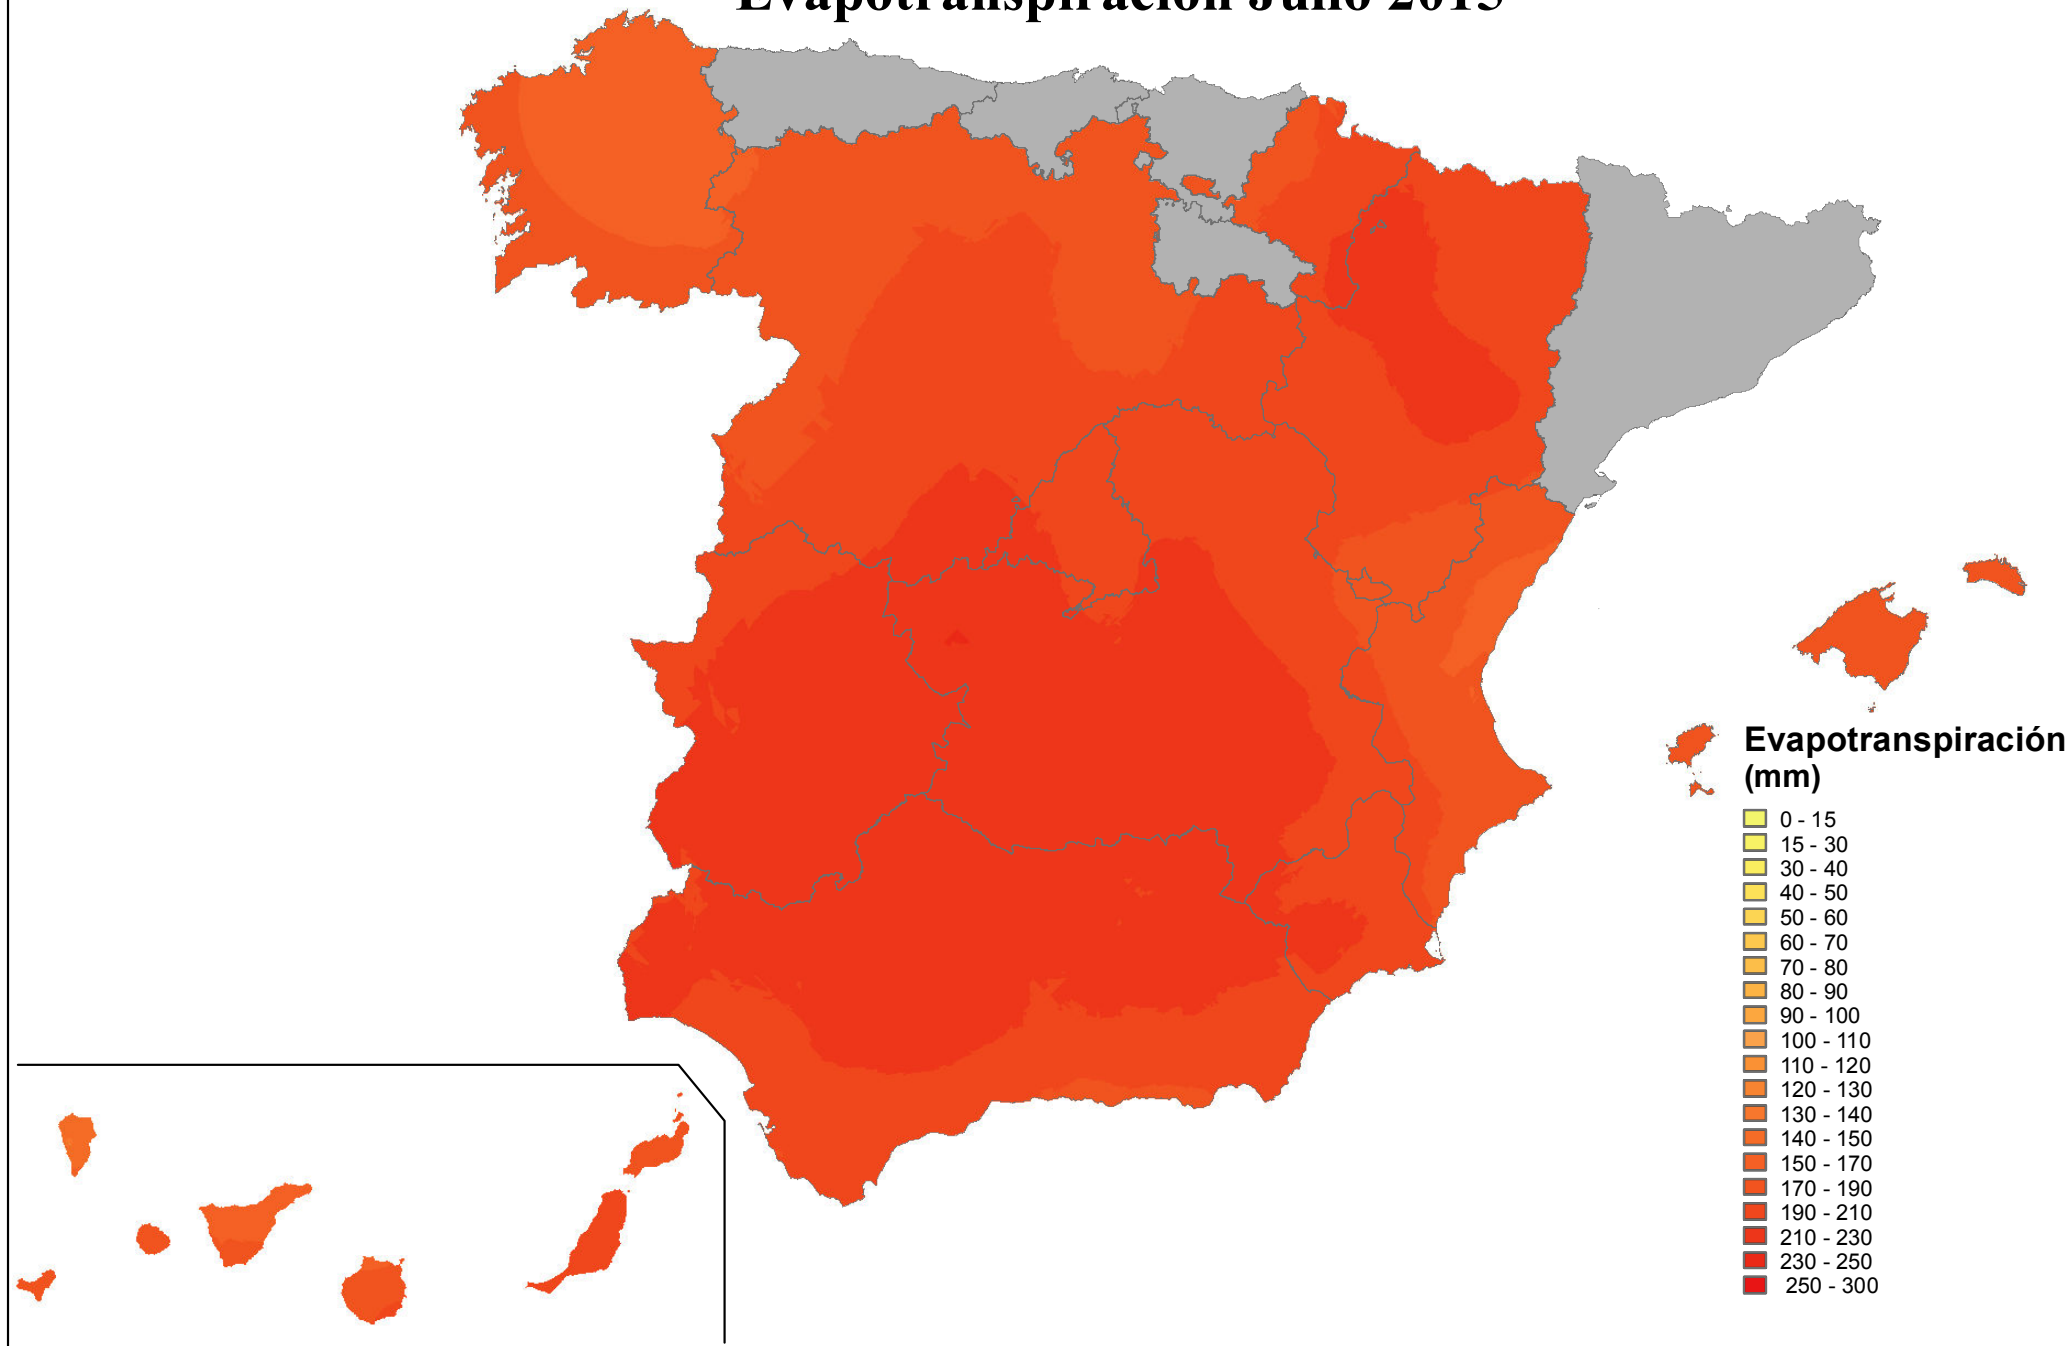 Evapotranspiración Julio 2015
Evapotranspiración
(mm)
0 - 15
15 - 30
30 - 40
40 - 50
50 - 60
60 - 70
70 - 80
80 - 90
90 - 100
100 - 110
110 - 120
120 - 130
130 - 140
140 - 150
150 - 170
170 - 190
190 - 210
210 - 230
230 - 250
250 - 300